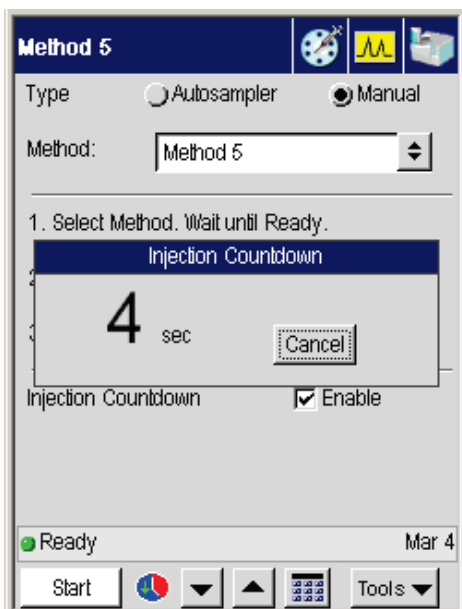 Method 5
Type Autosampler Manual
Method: Method 5
1. Select Method. Wait until Ready.
Injection Countdown
4 sec
Cancel
Injection Countdown Enable
Ready Mar 4
Start Tools